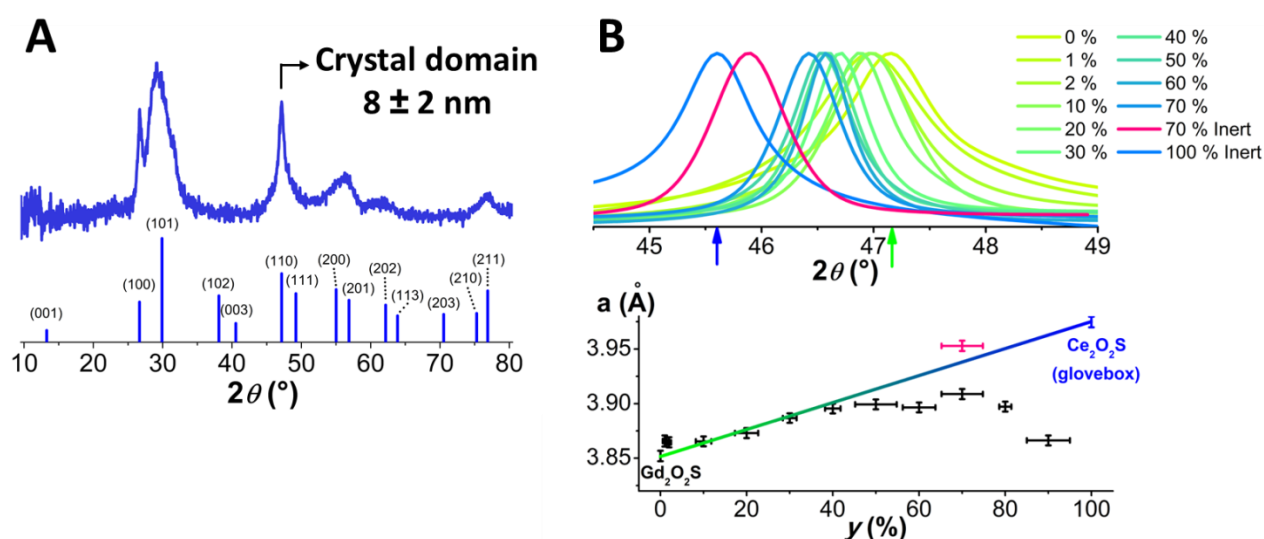 A
Crystal domain
8 ± 2 nm
(101)
(110)
(200)
(211)
(100)
(102)
(111)
(202)
(210)
(201)
(113)
(001)
(003)
(203)
10 20 30 40 50 60 70 80
2θ (°)
B
0 % 40 %
1 % 50 %
2 % 60 %
10 % 70 %
20 % 70 % Inert
30 % 100 % Inert
45 46 47 48 49
2θ (°)
a (Å)
3.95
3.90
3.85
Ce₂O₂S
(glovebox)
Gd₂O₂S
0 20 40 60 80 100
y (%)